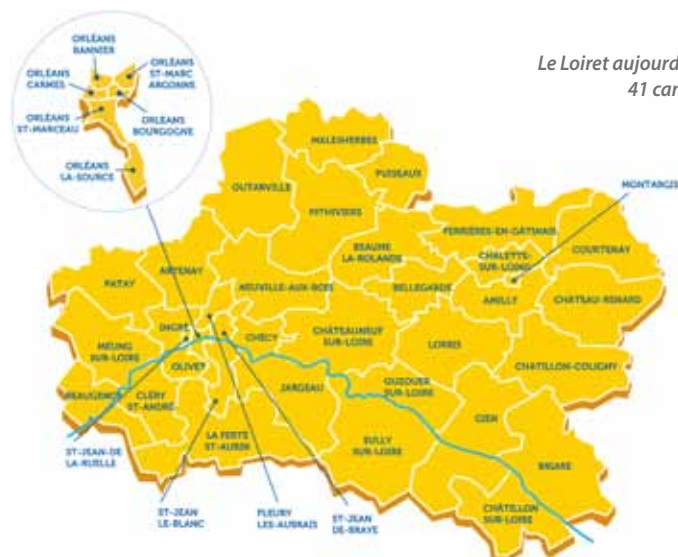 ORLÉANS
BANNIER
ORLÉANS
ST-MARC
ARGONNE
ORLÉANS
CARMES
ORLÉANS
ST-MARCEAU
ORLÉANS
BOURGOGNE
ORLÉANS
LA-SOURCE
Le Loiret aujourd
41 can
MALESHERBES
PUISEAUX
OUTARVILLE
PITHIVIERS
MONTARGIS
BEAUNE
LA-ROLANDE
FERRIÈRES-EN-GÂTINAIS
CHALETTE-
SUR-LOING
COURTENAY
PATAY
ARTENAY
NEUVILLE-AUX-BOIS
BELLEGARDE
AMILLY
CHÂTEAU-RENARD
MEUNG
SUR-LOIRE
INGRÉ
CHÉCY
CHÂTEAUNEUF
SUR-LOIRE
LORRIS
CHÂTILLON-COLIGNY
OLIVET
BEAUGENCY
CLÉRY
ST-ANDRÉ
JARGEAU
OUZOUER
SUR-LOIRE
GIEN
LA FERTÉ
ST-AUBIN
SULLY
SUR-LOIRE
BRIARE
ST-JEAN-DE
LA-RUELLE
ST-JEAN
LE-BLANC
FLEURY
LES-AUBRAIS
ST-JEAN
DE-BRAYE
CHÂTILLON
SUR-LOIRE